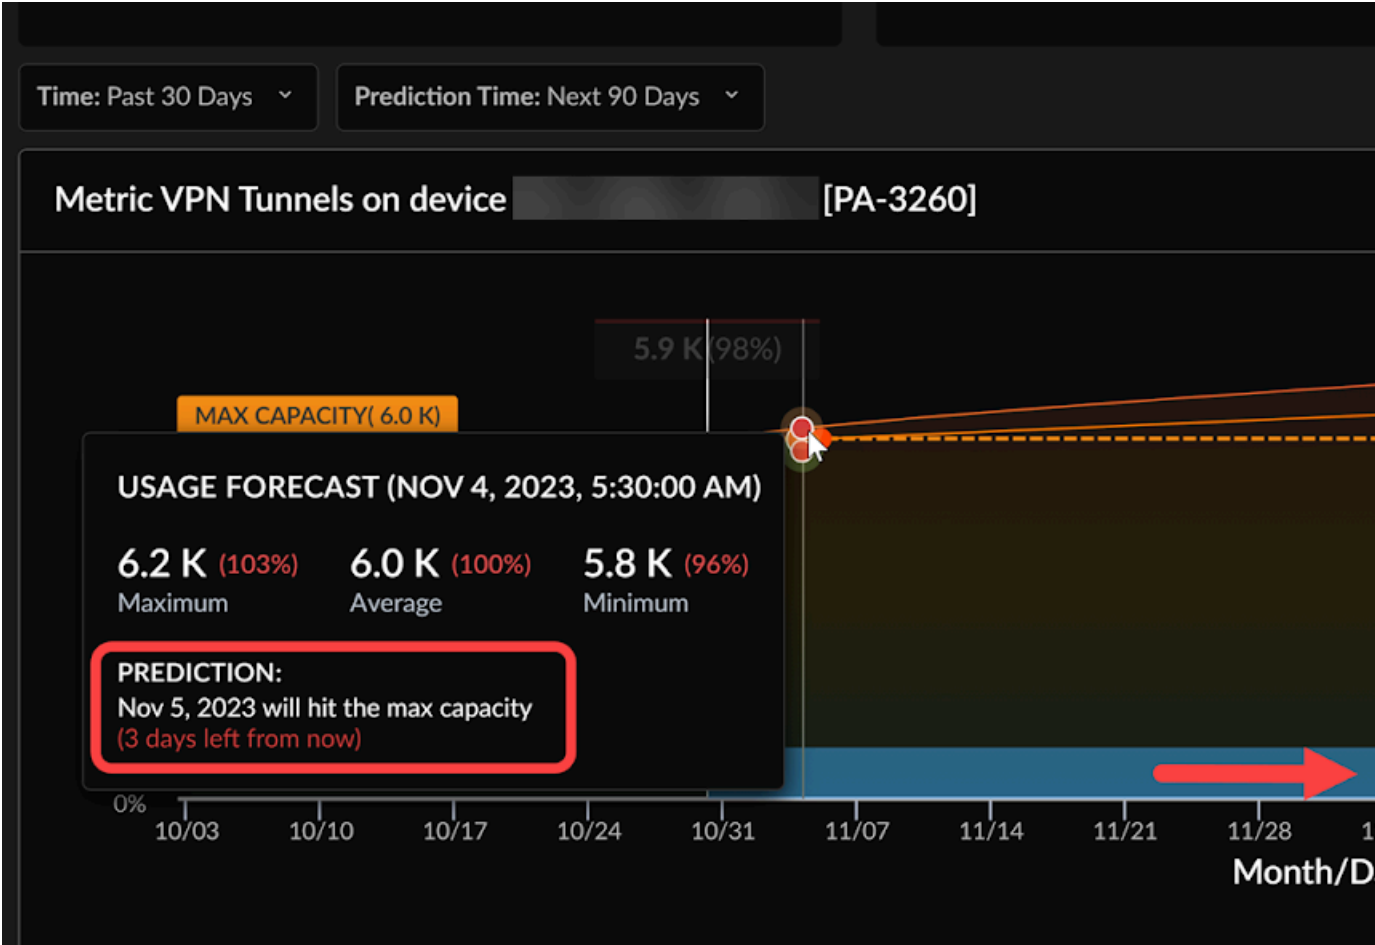 Time: Past 30 Days
Prediction Time: Next 90 Days
Metric VPN Tunnels on device [PA-3260]
5.9 K (98%)
MAX CAPACITY( 6.0 K)
USAGE FORECAST (NOV 4, 2023, 5:30:00 AM)
6.2 K (103%) 6.0 K (100%) 5.8 K (96%)
Maximum Average Minimum
PREDICTION:
Nov 5, 2023 will hit the max capacity
(3 days left from now)
0%
10/03 10/10 10/17 10/24 10/31 11/07 11/14 11/21 11/28 1
Month/D